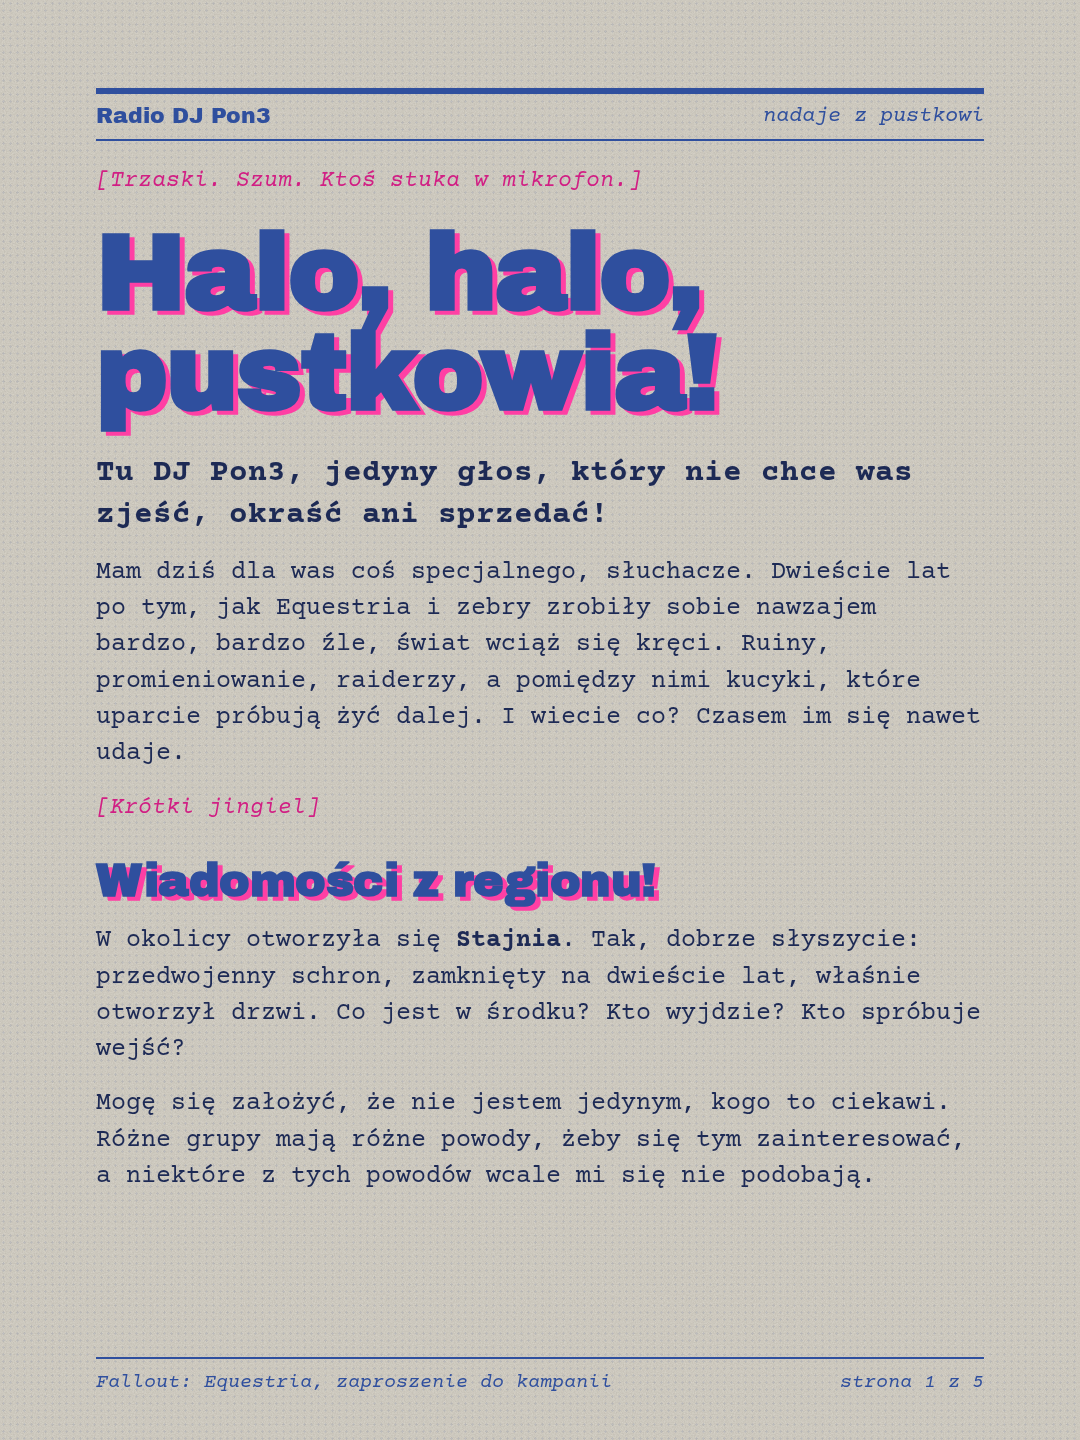 Radio DJ Pon3
nadaje z pustkowi
[Trzaski. Szum. Ktoś stuka w mikrofon.]
Halo, halo,
pustkowia!
Tu DJ Pon3, jedyny głos, który nie chce was
zjeść, okraść ani sprzedać!
Mam dziś dla was coś specjalnego, słuchacze. Dwieście lat
po tym, jak Equestria i zebry zrobiły sobie nawzajem
bardzo, bardzo źle, świat wciąż się kręci. Ruiny,
promieniowanie, raiderzy, a pomiędzy nimi kucyki, które
uparcie próbują żyć dalej. I wiecie co? Czasem im się nawet
udaje.
[Krótki jingiel]
Wiadomości z regionu!
W okolicy otworzyła się Stajnia. Tak, dobrze słyszycie:
przedwojenny schron, zamknięty na dwieście lat, właśnie
otworzył drzwi. Co jest w środku? Kto wyjdzie? Kto spróbuje
wejść?
Mogę się założyć, że nie jestem jedynym, kogo to ciekawi.
Różne grupy mają różne powody, żeby się tym zainteresować,
a niektóre z tych powodów wcale mi się nie podobają.
Fallout: Equestria, zaproszenie do kampanii
strona 1 z 5